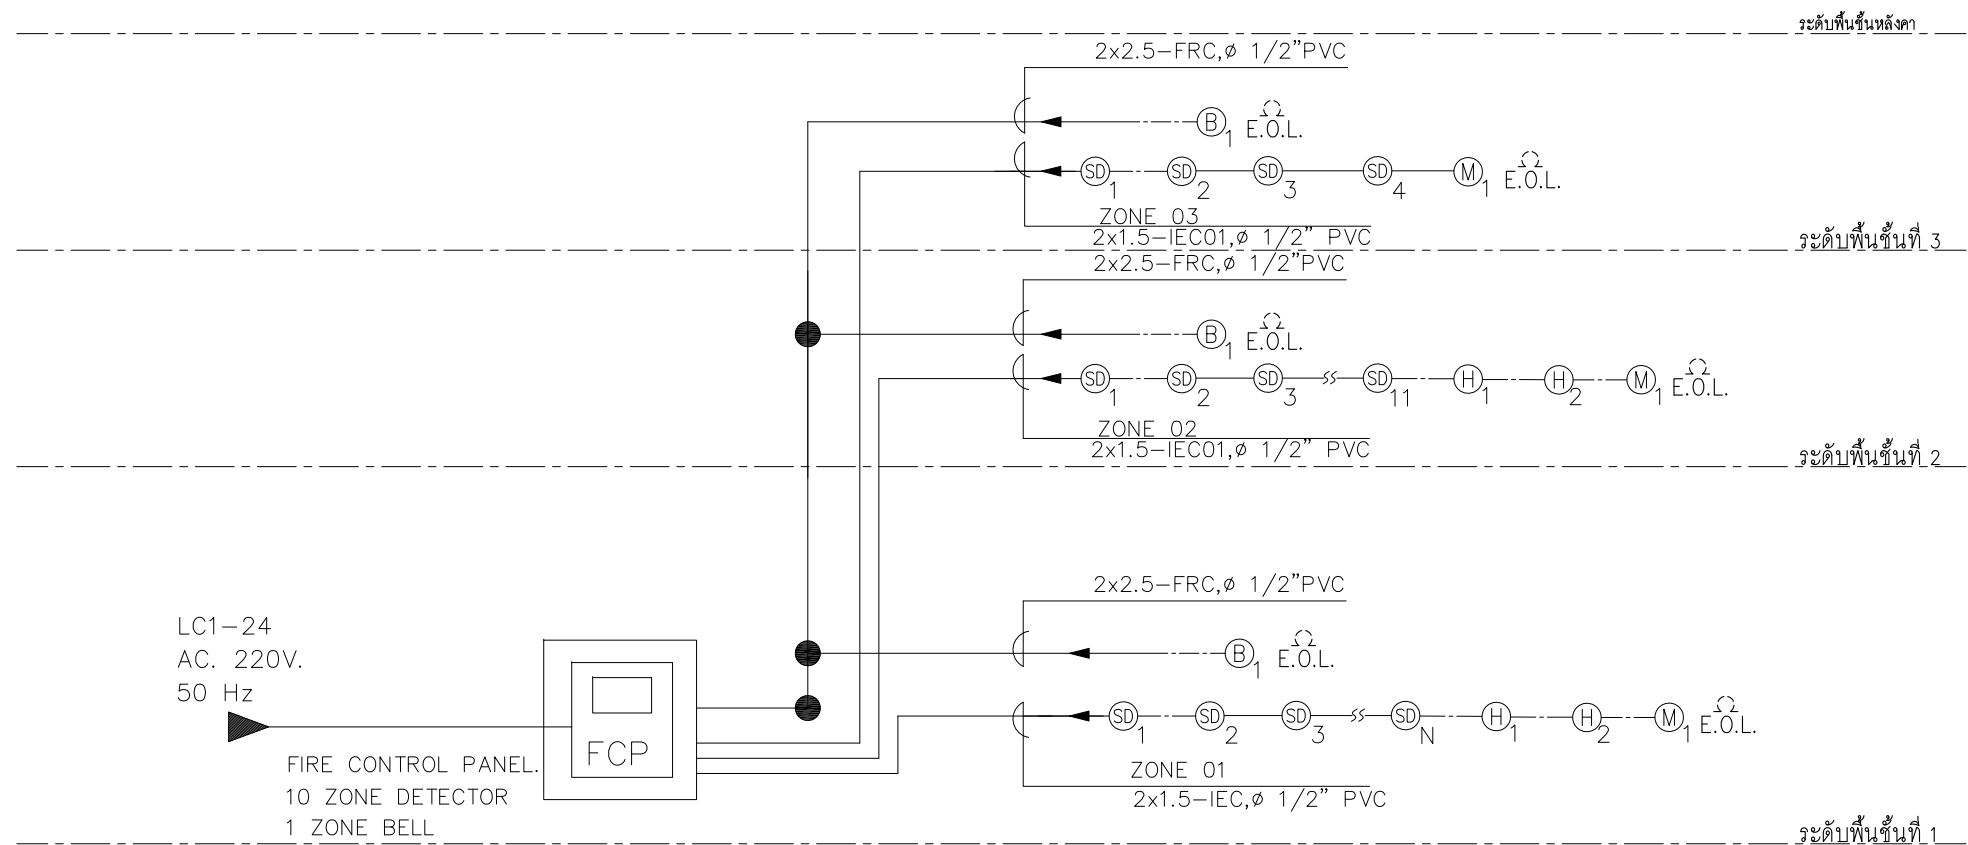 ระดับพื้นชั้นหลังคา
2x2.5-FRC,ø 1/2"PVC
B 1 Ω E.O.L.
SD 1 SD 2 SD 3 SD 4 M 1 Ω E.O.L.
ZONE 03
2x1.5-IEC01,ø 1/2" PVC
ระดับพื้นชั้นที่ 3
2x2.5-FRC,ø 1/2"PVC
B 1 Ω E.O.L.
SD 1 SD 2 SD 3 SD 11 H 1 H 2 M 1 Ω E.O.L.
ZONE 02
2x1.5-IEC01,ø 1/2" PVC
ระดับพื้นชั้นที่ 2
2x2.5-FRC,ø 1/2"PVC
B 1 Ω E.O.L.
LC1-24
AC. 220V.
50 Hz
SD 1 SD 2 SD 3 SD N H 1 H 2 M 1 Ω E.O.L.
FCP
ZONE 01
2x1.5-IEC,ø 1/2" PVC
FIRE CONTROL PANEL.
10 ZONE DETECTOR
1 ZONE BELL
ระดับพื้นชั้นที่ 1